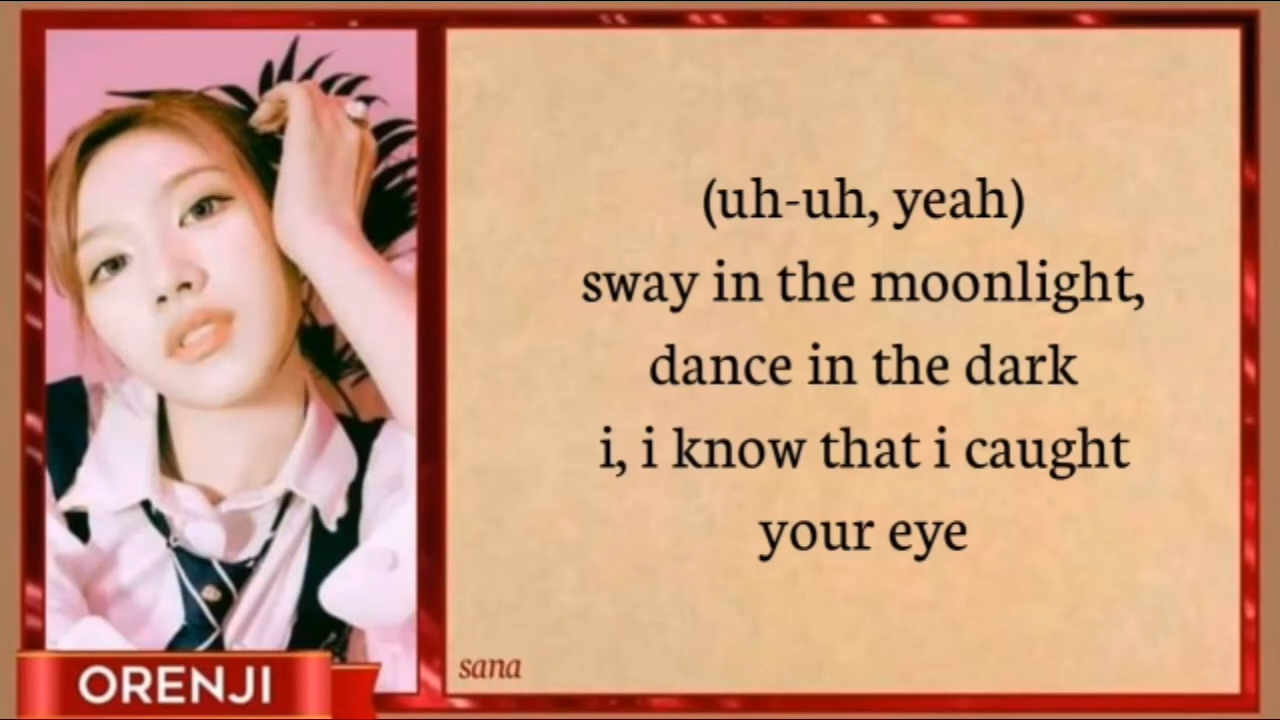 (uh-uh, yeah)
sway in the moonlight,
dance in the dark
i, i know that i caught
your eye
sana
ORENJI